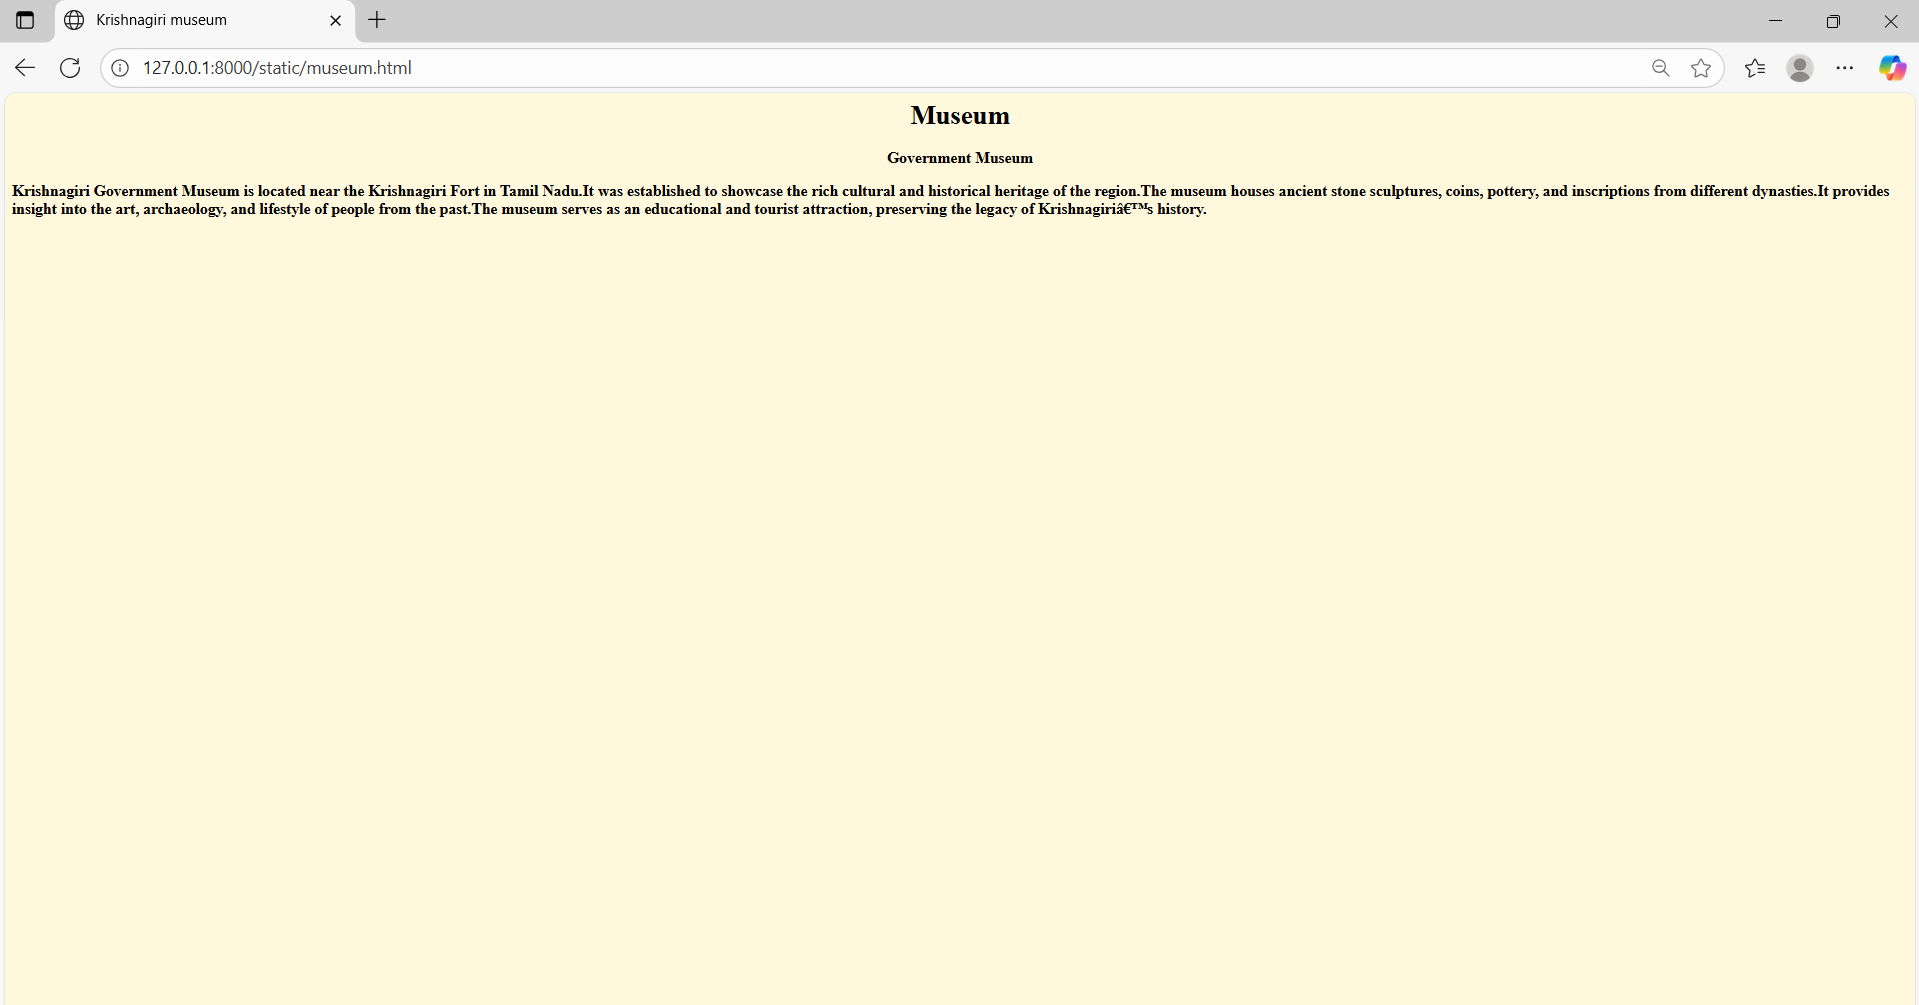 Krishnagiri museum
127.0.0.1:8000/static/museum.html
Museum
Government Museum
Krishnagiri Government Museum is located near the Krishnagiri Fort in Tamil Nadu.It was established to showcase the rich cultural and historical heritage of the region.The museum houses ancient stone sculptures, coins, pottery, and inscriptions from different dynasties.It provides
insight into the art, archaeology, and lifestyle of people from the past.The museum serves as an educational and tourist attraction, preserving the legacy of Krishnagiriâ€™s history.